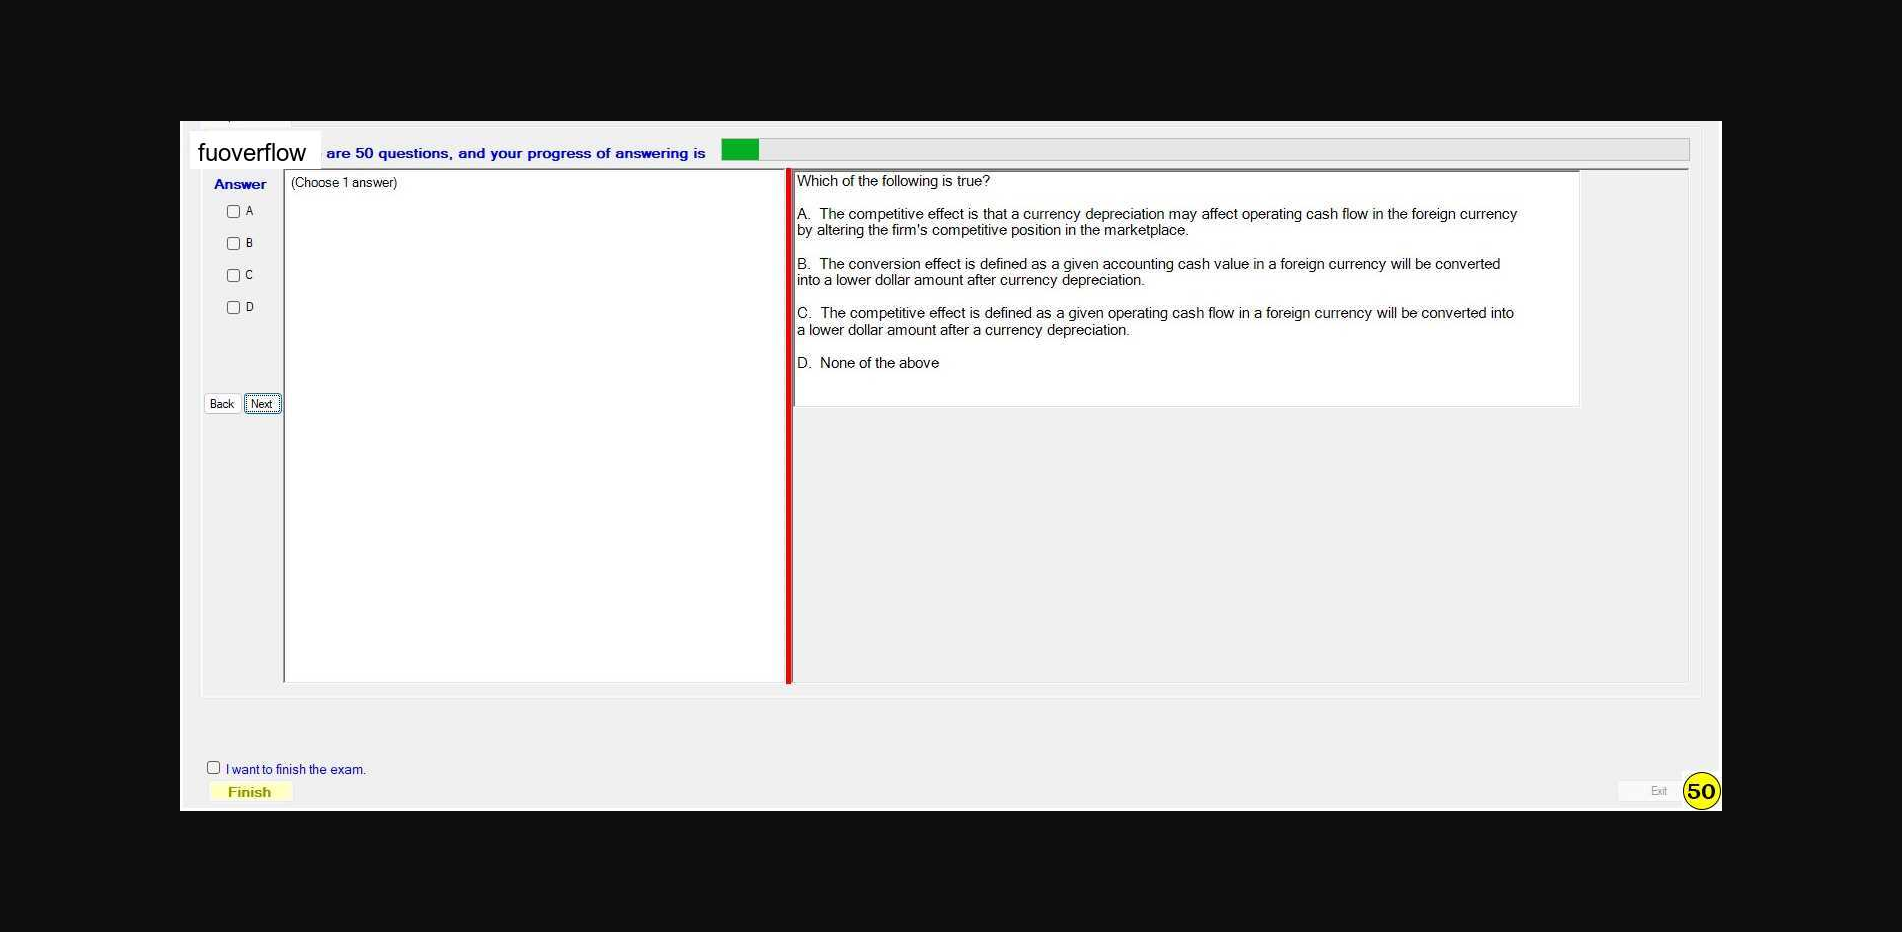 fuoverflow are 50 questions, and your progress of answering is
Answer
A
B
C
D
Back Next
(Choose 1 answer)
Which of the following is true?
A. The competitive effect is that a currency depreciation may affect operating cash flow in the foreign currency
by altering the firm's competitive position in the marketplace.
B. The conversion effect is defined as a given accounting cash value in a foreign currency will be converted
into a lower dollar amount after currency depreciation.
C. The competitive effect is defined as a given operating cash flow in a foreign currency will be converted into
a lower dollar amount after a currency depreciation.
D. None of the above
I want to finish the exam.
Finish
Exit
50